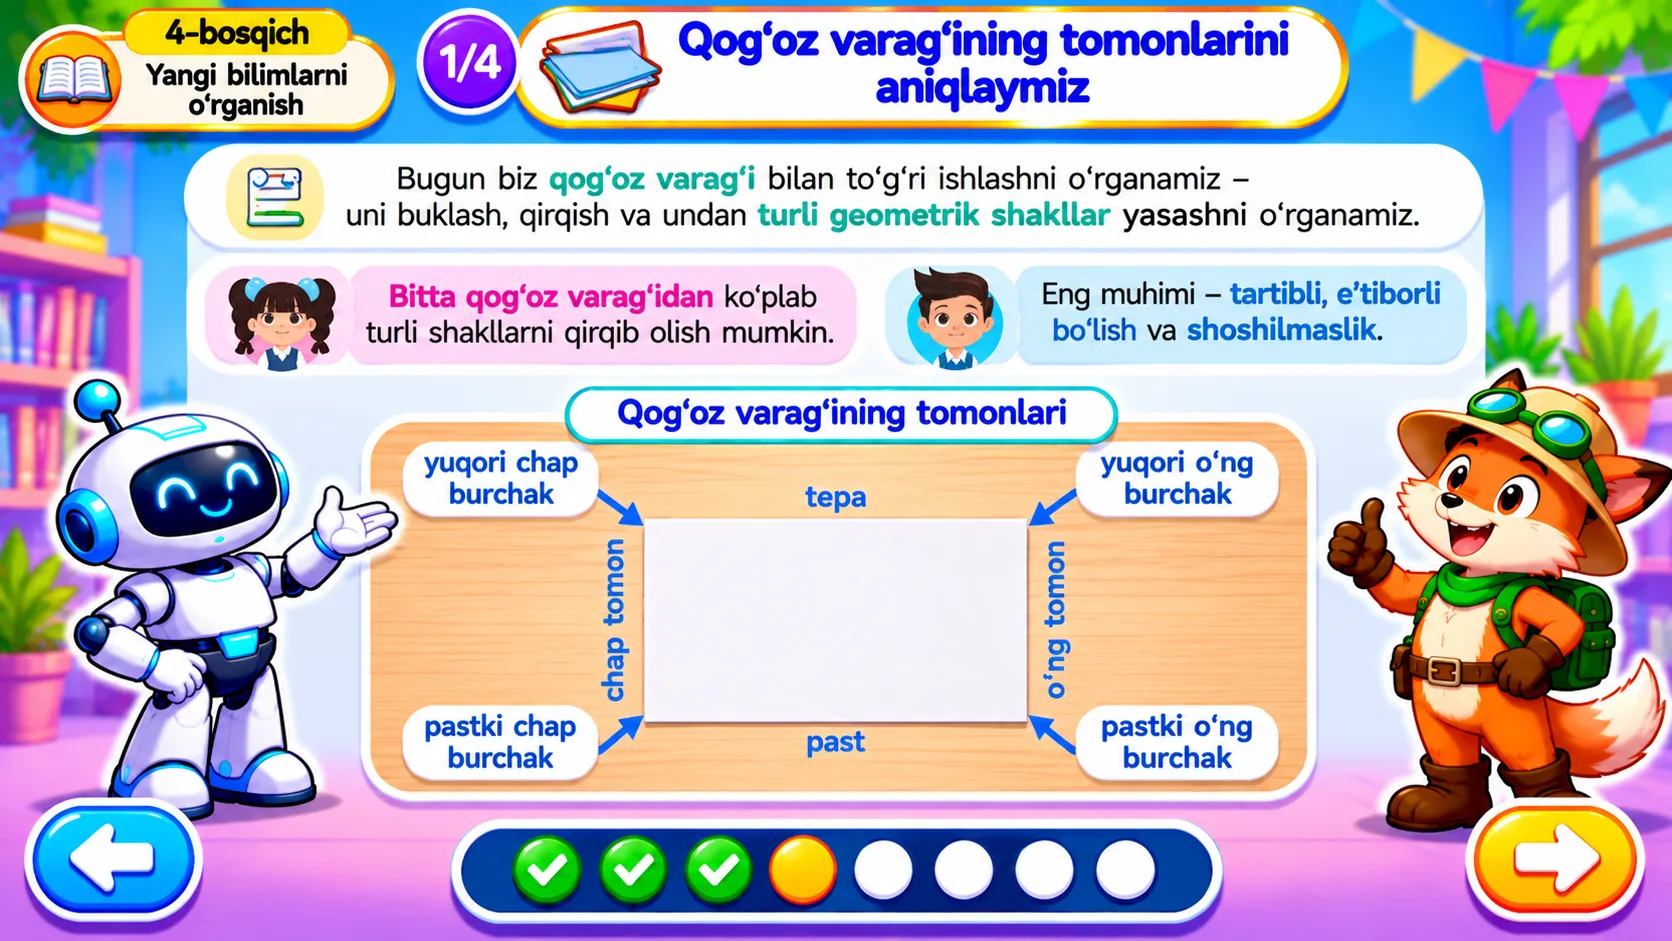 4-bosqich
Yangi bilimlarni
o‘rganish
1/4
Qog‘oz varag‘ining tomonlarini
aniqlaymiz
Bugun biz qog‘oz varag‘i bilan to‘g‘ri ishlashni o‘rganamiz –
uni buklash, qirqish va undan turli geometrik shakllar yasashni o‘rganamiz.
Bitta qog‘oz varag‘idan ko‘plab
turli shakllarni qirqib olish mumkin.
Eng muhimi – tartibli, e’tiborli
bo‘lish va shoshilmaslik.
Qog‘oz varag‘ining tomonlari
yuqori chap
burchak
tepa
yuqori o‘ng
burchak
chap tomon
o‘ng tomon
pastki chap
burchak
past
pastki o‘ng
burchak